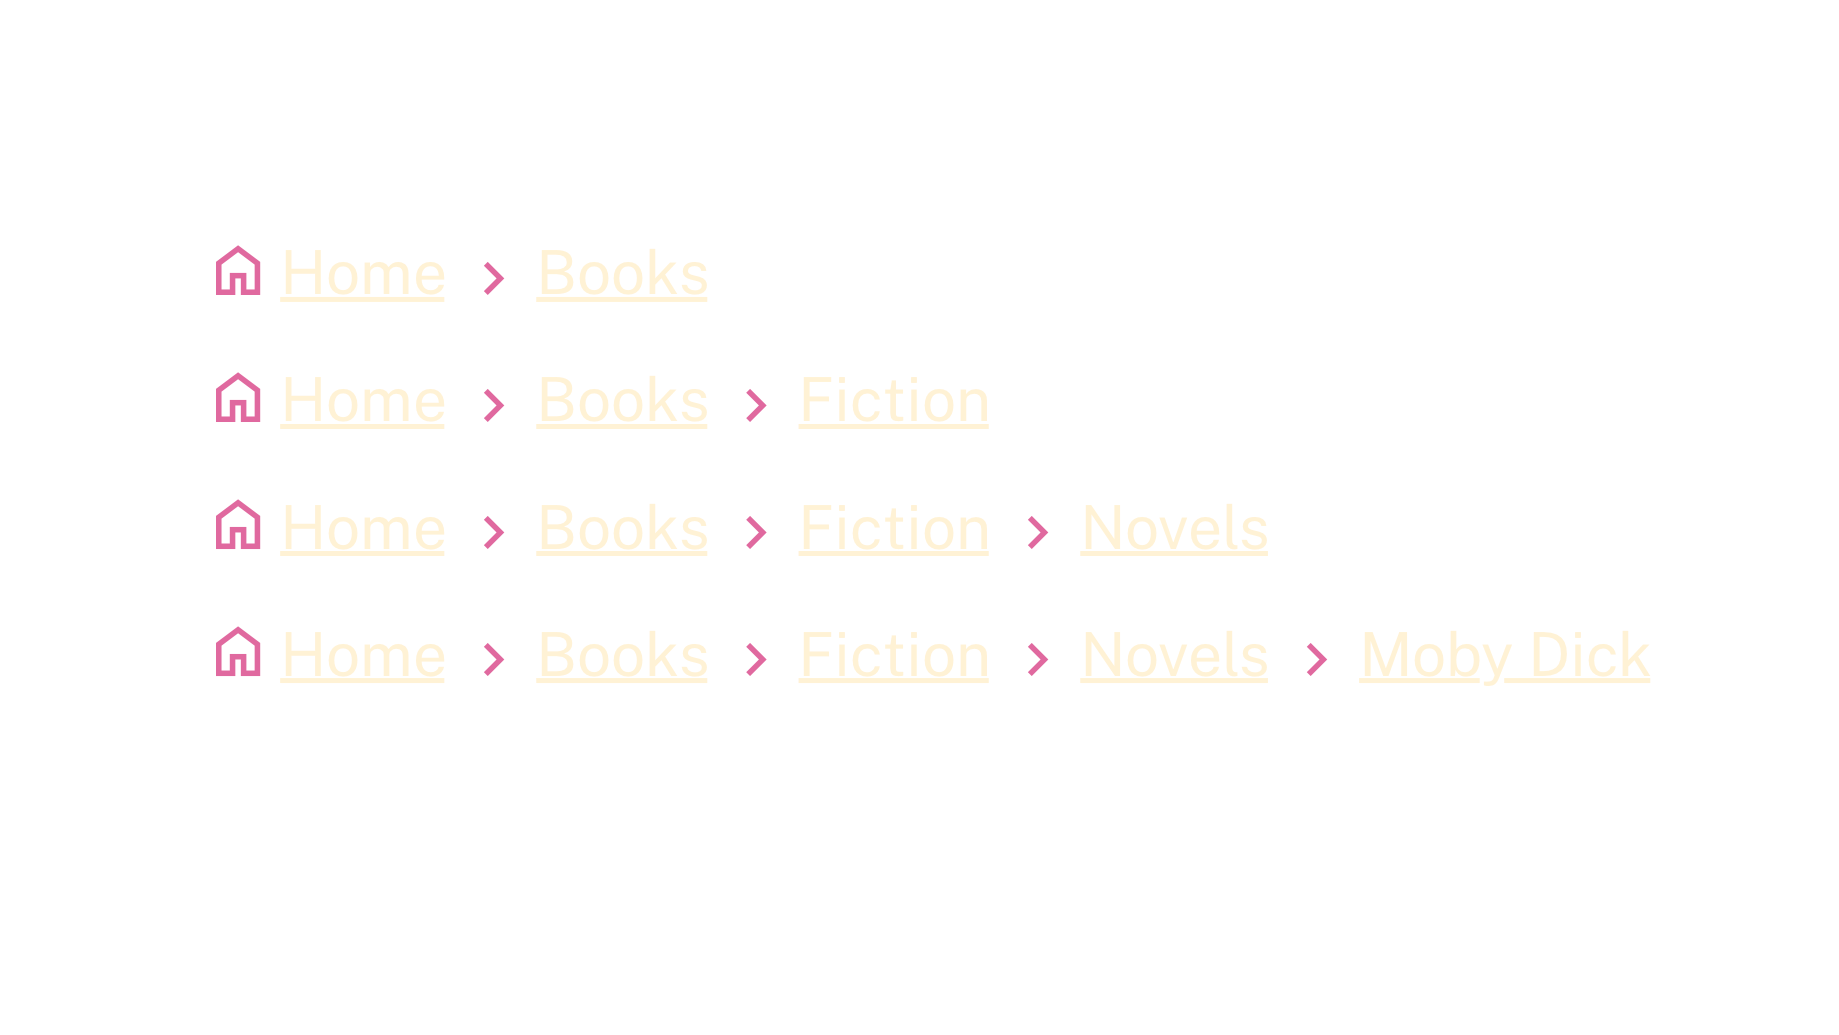 Home > Books
Home > Books > Fiction
Home > Books > Fiction > Novels
Home > Books > Fiction > Novels > Moby Dick